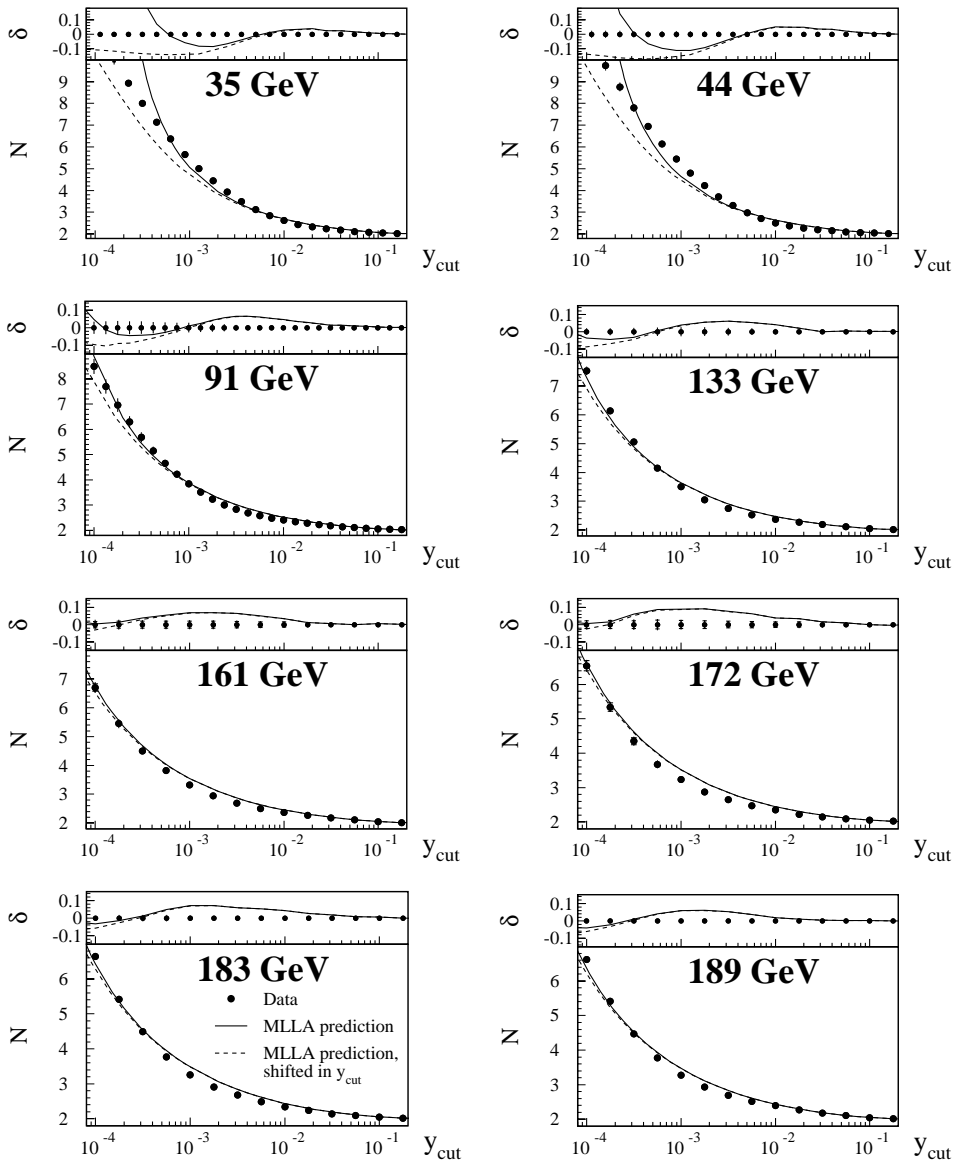 δ 0.1 -0.1
35 GeV
N 9 8 7 6 5 4 3 2
10⁻⁴ 10⁻³ 10⁻² 10⁻¹ y_cut
δ 0.1 0 -0.1
44 GeV
N 9 8 7 6 5 4 3 2
10⁻⁴ 10⁻³ 10⁻² 10⁻¹ y_cut
δ 0.1 0 -0.1
91 GeV
N 8 7 6 5 4 3 2
10⁻⁴ 10⁻³ 10⁻² 10⁻¹ y_cut
δ 0.1 0 -0.1
133 GeV
N 7 6 5 4 3 2
10⁻⁴ 10⁻³ 10⁻² 10⁻¹ y_cut
δ 0.1 0 -0.1
161 GeV
N 7 6 5 4 3 2
10⁻⁴ 10⁻³ 10⁻² 10⁻¹ y_cut
δ 0.1 0 -0.1
172 GeV
N 6 5 4 3 2
10⁻⁴ 10⁻³ 10⁻² 10⁻¹ y_cut
δ 0.1 0 -0.1
183 GeV
Data
MLLA prediction
MLLA prediction,
shifted in y_cut
N 6 5 4 3 2
10⁻⁴ 10⁻³ 10⁻² 10⁻¹ y_cut
δ 0.1 0 -0.1
189 GeV
N 6 5 4 3 2
10⁻⁴ 10⁻³ 10⁻² 10⁻¹ y_cut